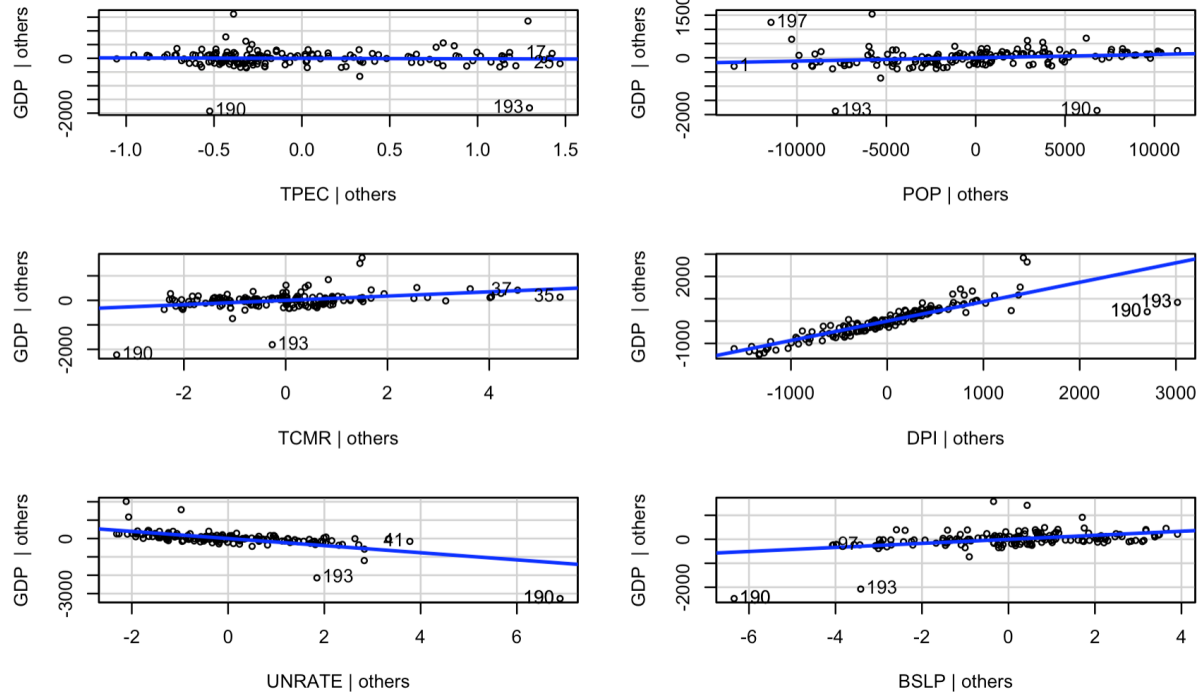 GDP | others
0
-2000
190
193
17
25
-1.0 -0.5 0.0 0.5 1.0 1.5
TPEC | others
GDP | others
1500
0
-2000
197
1
193
190
-10000 -5000 0 5000 10000
POP | others
GDP | others
0
-2000
190
193
37
35
-2 0 2 4
TCMR | others
GDP | others
2000
-1000
190
193
-1000 0 1000 2000 3000
DPI | others
GDP | others
0
-3000
41
193
190
-2 0 2 4 6
UNRATE | others
GDP | others
0
-2000
97
190
193
-6 -4 -2 0 2 4
BSLP | others